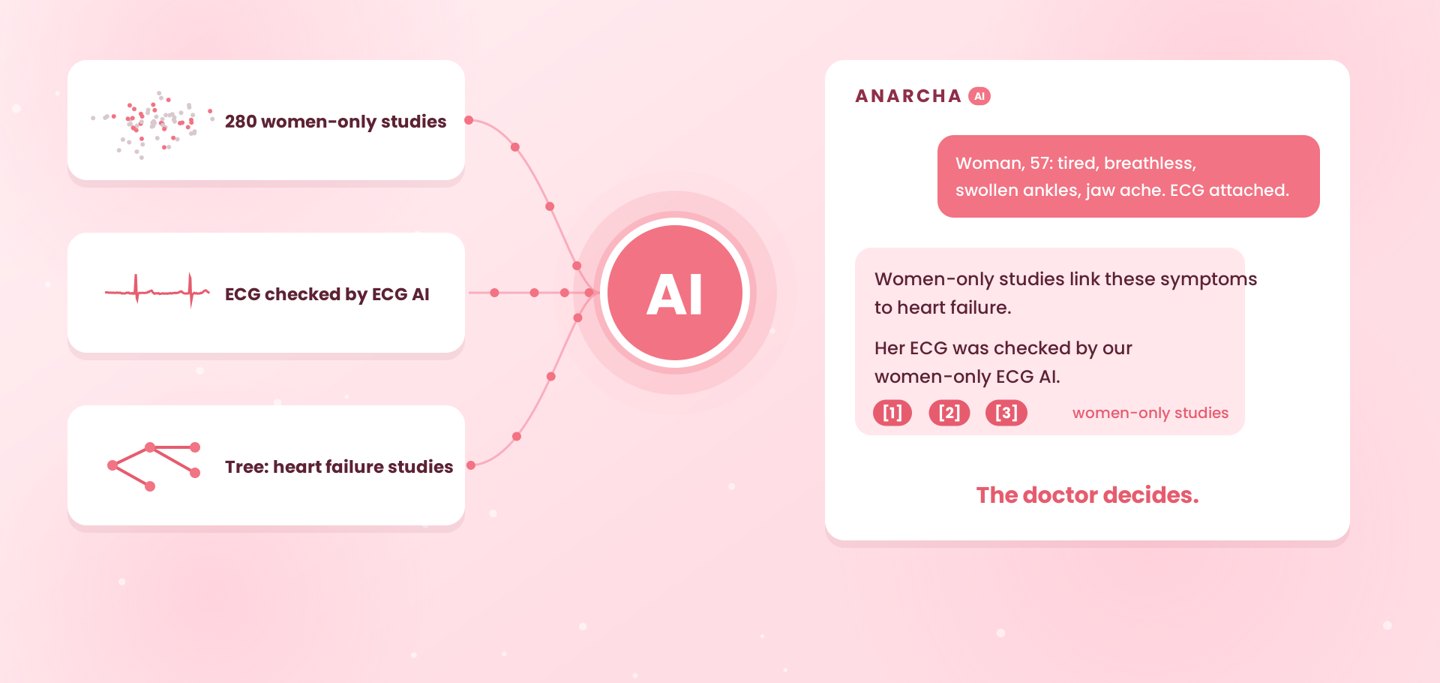 280 women-only studies
ECG checked by ECG AI
Tree: heart failure studies
AI
ANARCHA AI
Woman, 57: tired, breathless,
swollen ankles, jaw ache. ECG attached.
Women-only studies link these symptoms
to heart failure.
Her ECG was checked by our
women-only ECG AI.
[1] [2] [3] women-only studies
The doctor decides.